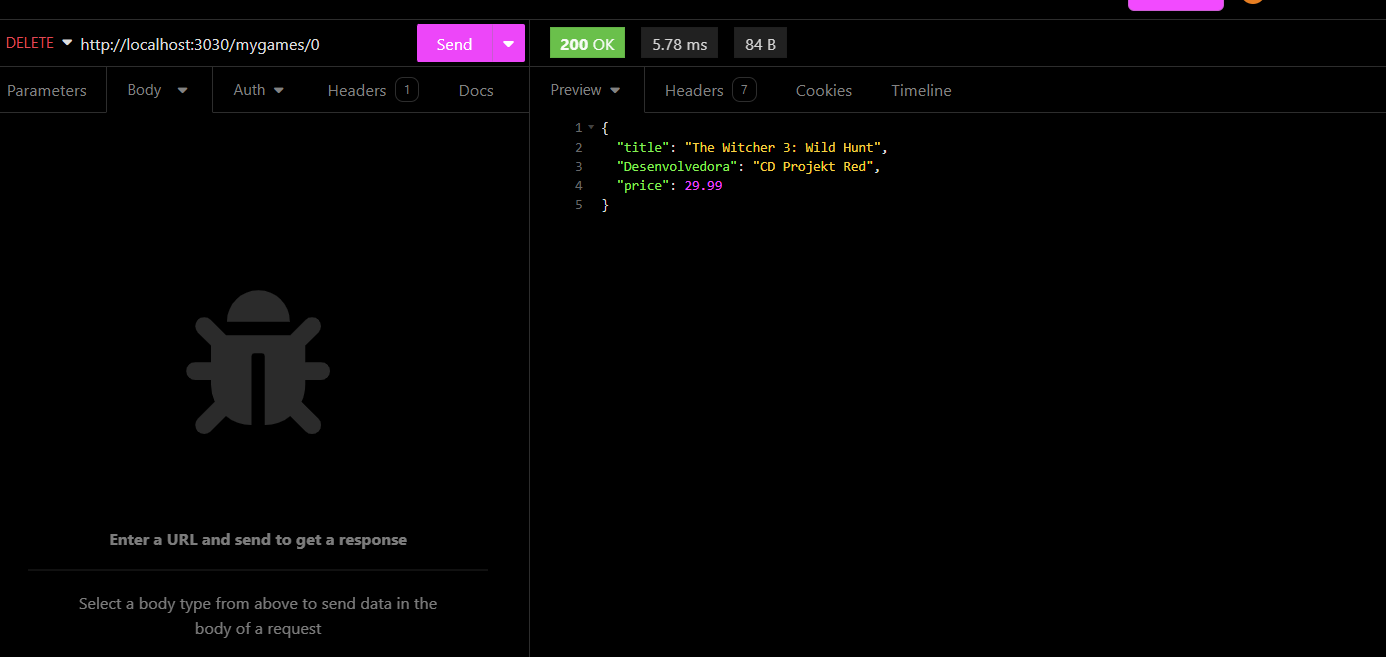 DELETE http://localhost:3030/mygames/0 Send 200 OK 5.78 ms 84 B
Parameters Body Auth Headers 1 Docs Preview Headers 7 Cookies Timeline
1 {
2 "title": "The Witcher 3: Wild Hunt",
3 "Desenvolvedora": "CD Projekt Red",
4 "price": 29.99
5 }
Enter a URL and send to get a response
Select a body type from above to send data in the
body of a request